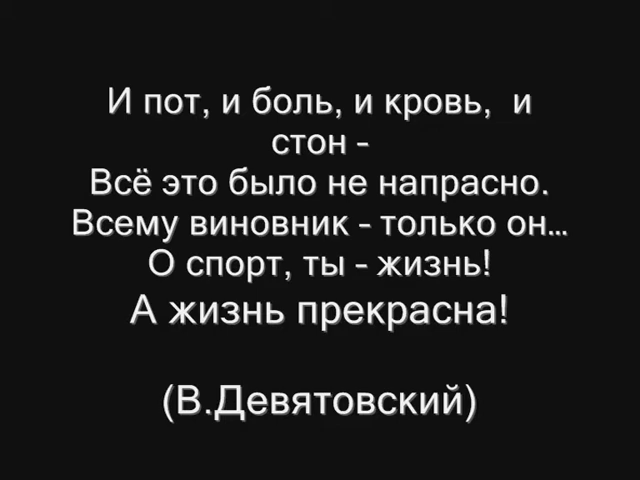 И пот, и боль, и кровь,  и
стон –
Всё это было не напрасно.
Всему виновник – только он…
О спорт, ты – жизнь!
А жизнь прекрасна!
(В.Девятовский)